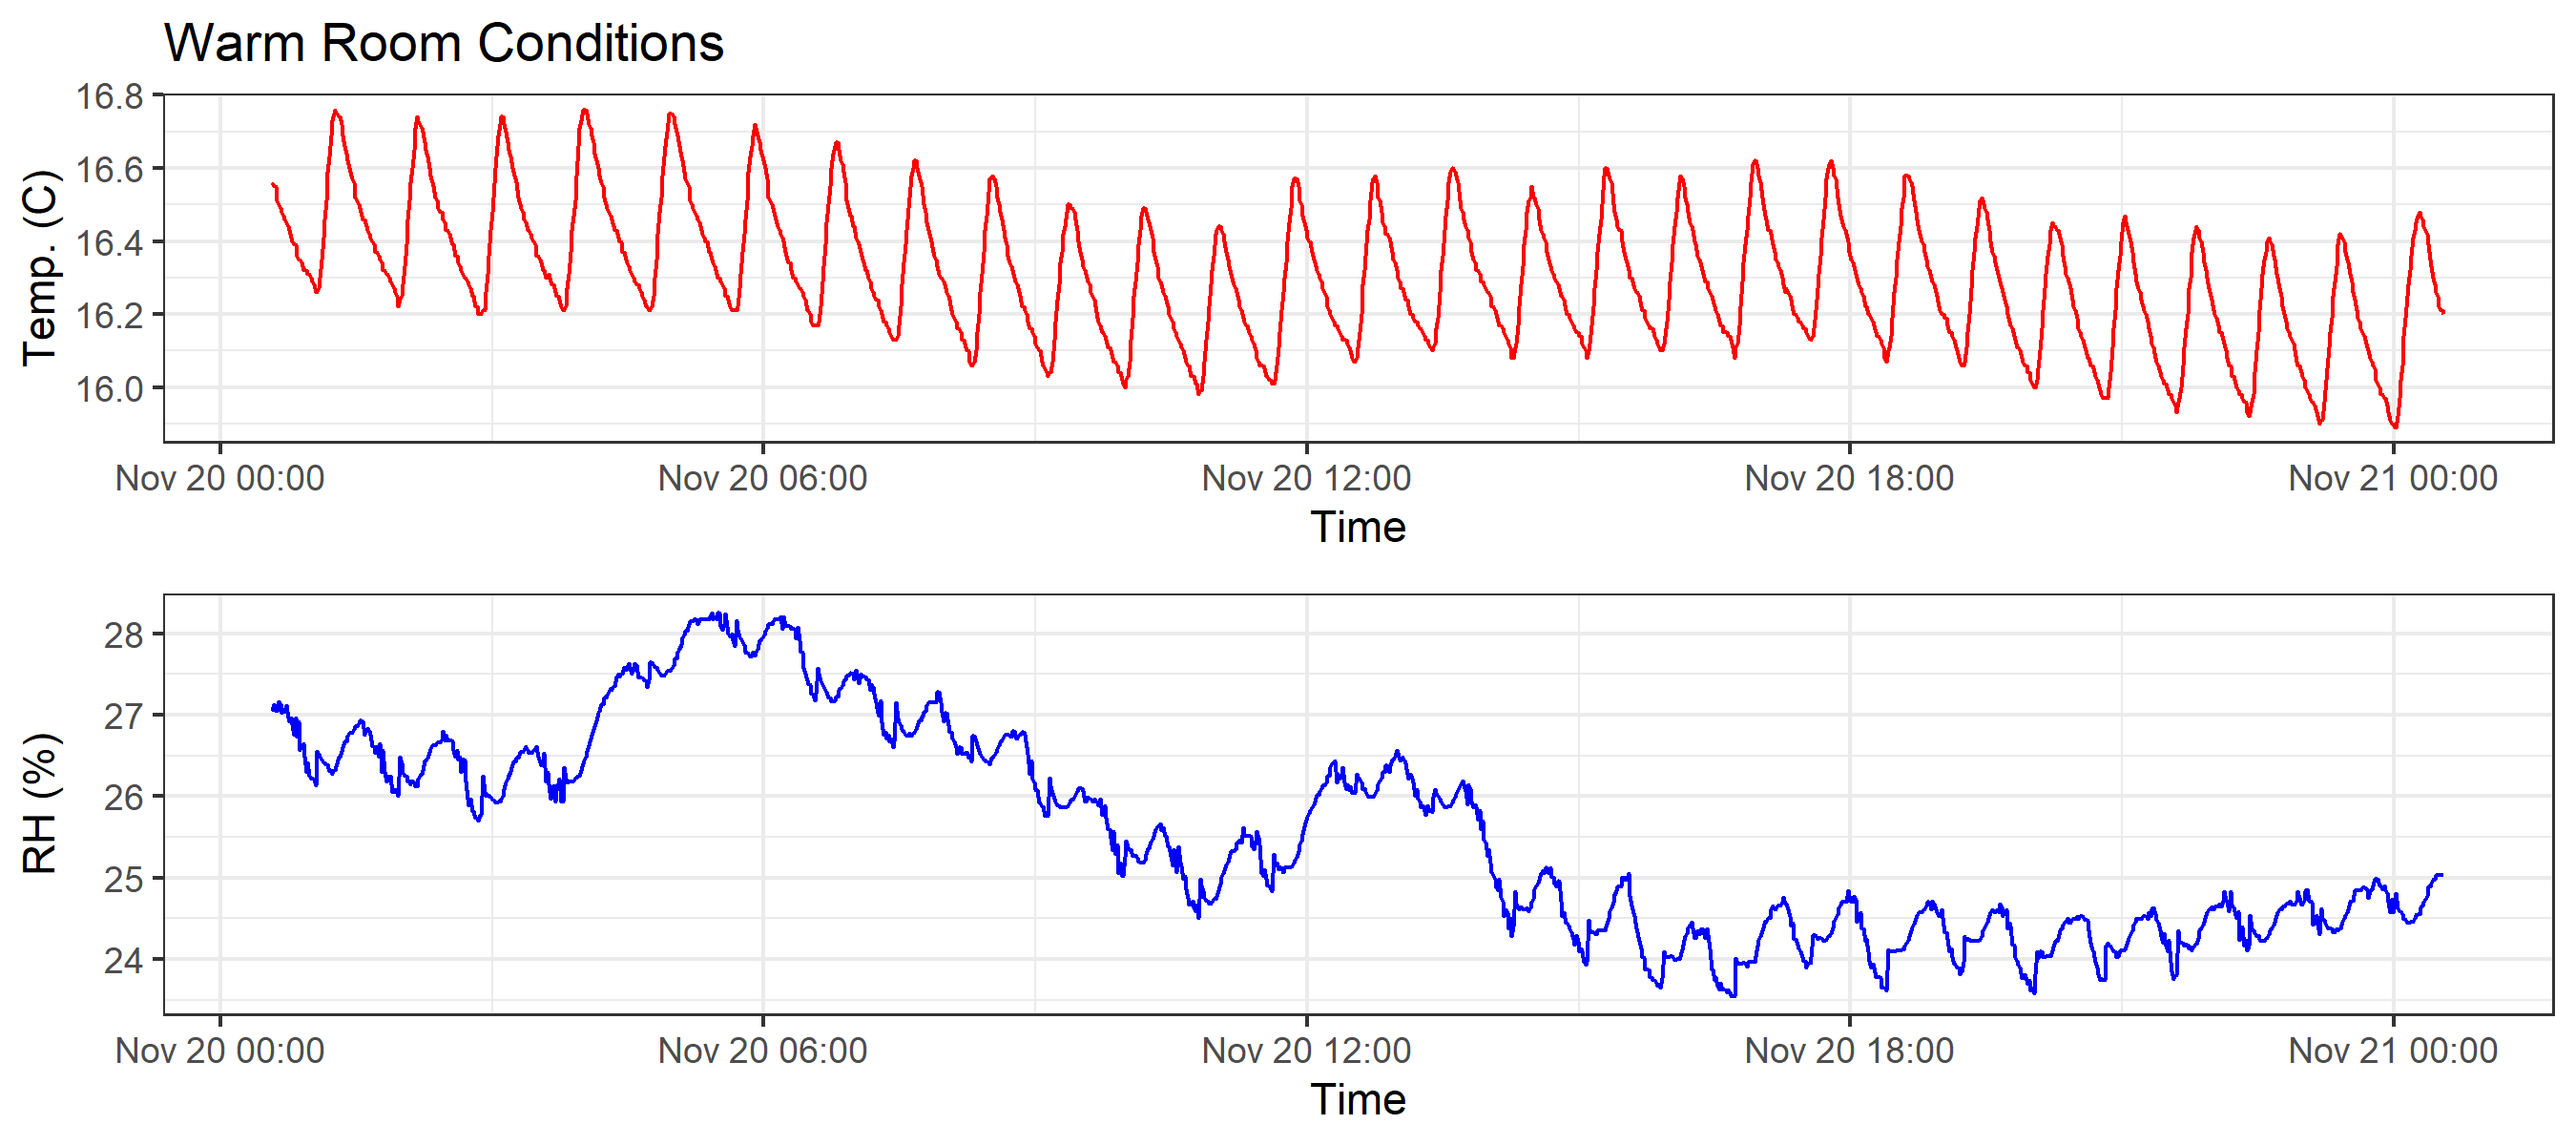 Warm Room Conditions
Temp. (C)
16.8
16.6
16.4
16.2
16.0
Nov 20 00:00 Nov 20 06:00 Nov 20 12:00 Nov 20 18:00 Nov 21 00:00
Time
RH (%)
28
27
26
25
24
Nov 20 00:00 Nov 20 06:00 Nov 20 12:00 Nov 20 18:00 Nov 21 00:00
Time